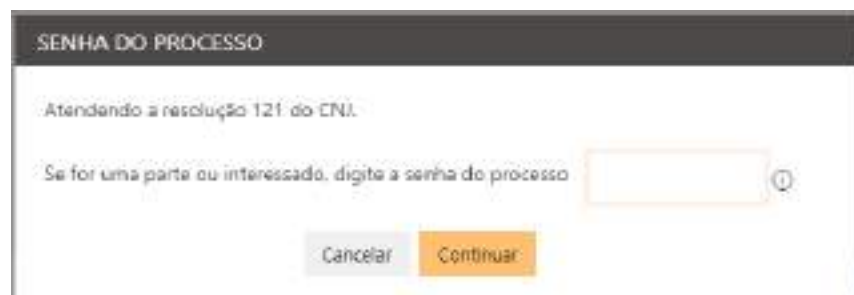 SENHA DO PROCESSO
Atendendo a resolução 121 do CNJ.
Se for uma parte ou interessado, digite a senha do processo
Cancelar Continuar